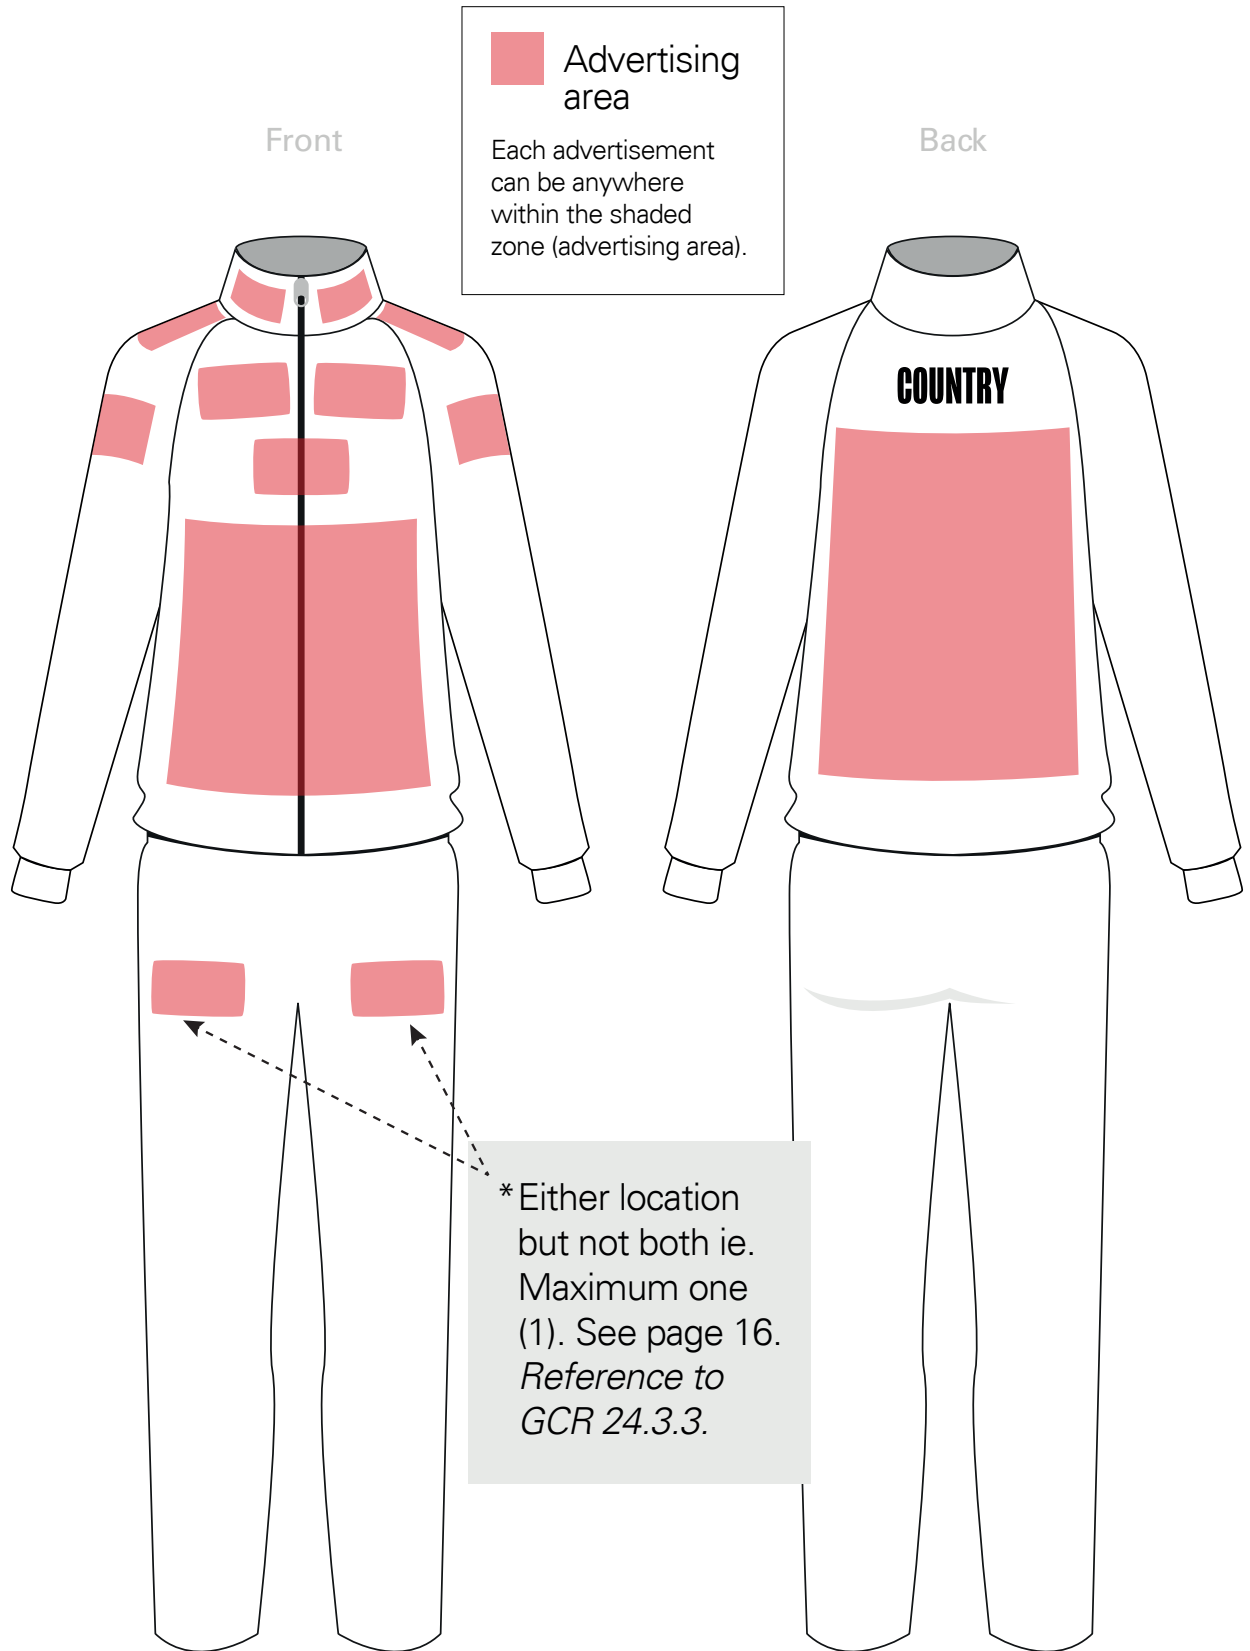 Advertising
area
Each advertisement
can be anywhere
within the shaded
zone (advertising area).
Front
Back
COUNTRY
*Either location
but not both ie.
Maximum one
(1). See page 16.
Reference to
GCR 24.3.3.